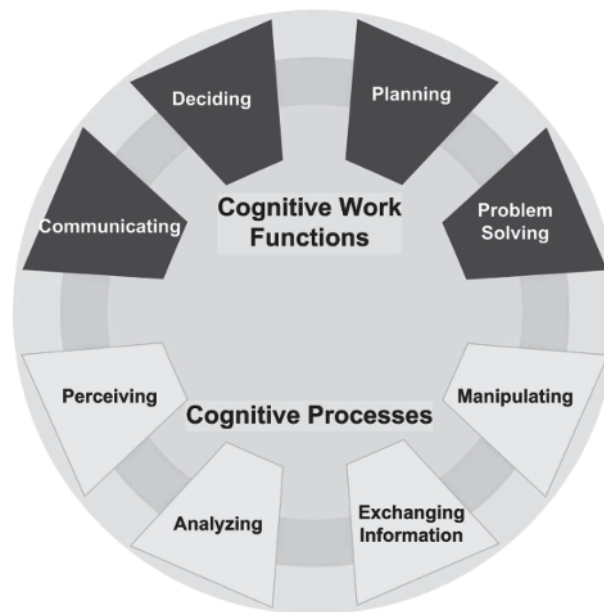 Deciding
Planning
Communicating
Cognitive Work
Functions
Problem
Solving
Perceiving
Cognitive Processes
Manipulating
Analyzing
Exchanging
Information